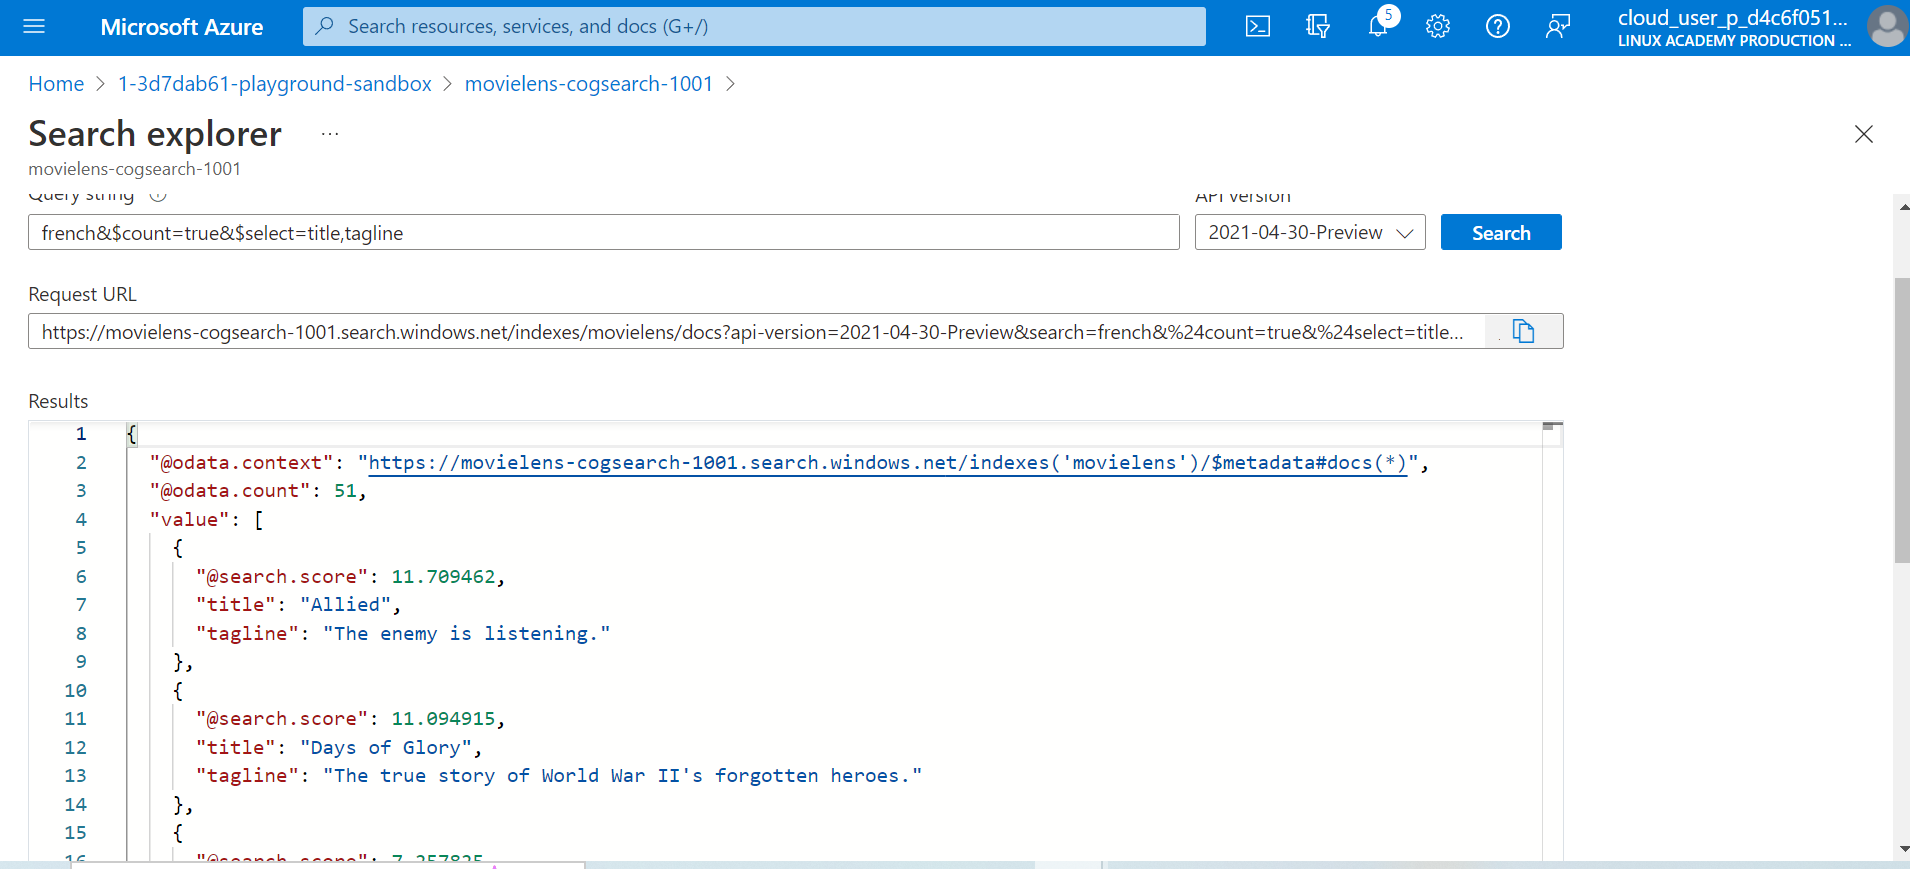 Microsoft Azure
Search resources, services, and docs (G+/)
5
cloud_user_p_d4c6f051...
LINUX ACADEMY PRODUCTION ...
Home > 1-3d7dab61-playground-sandbox > movielens-cogsearch-1001 >
Search explorer ...
movielens-cogsearch-1001
Query string
API version
french&$count=true&$select=title,tagline
2021-04-30-Preview
Search
Request URL
https://movielens-cogsearch-1001.search.windows.net/indexes/movielens/docs?api-version=2021-04-30-Preview&search=french&%24count=true&%24select=title...
Results
1 {
2 "@odata.context": "https://movielens-cogsearch-1001.search.windows.net/indexes('movielens')/$metadata#docs(*)",
3 "@odata.count": 51,
4 "value": [
5 {
6 "@search.score": 11.709462,
7 "title": "Allied",
8 "tagline": "The enemy is listening."
9 },
10 {
11 "@search.score": 11.094915,
12 "title": "Days of Glory",
13 "tagline": "The true story of World War II's forgotten heroes."
14 },
15 {
16 "@search.score": 7.257825